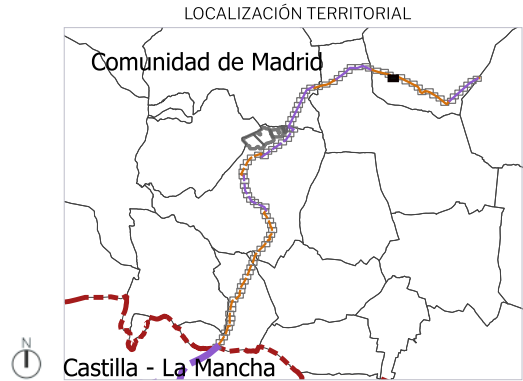 LOCALIZACIÓN TERRITORIAL
Comunidad de Madrid
N
Castilla - La Mancha